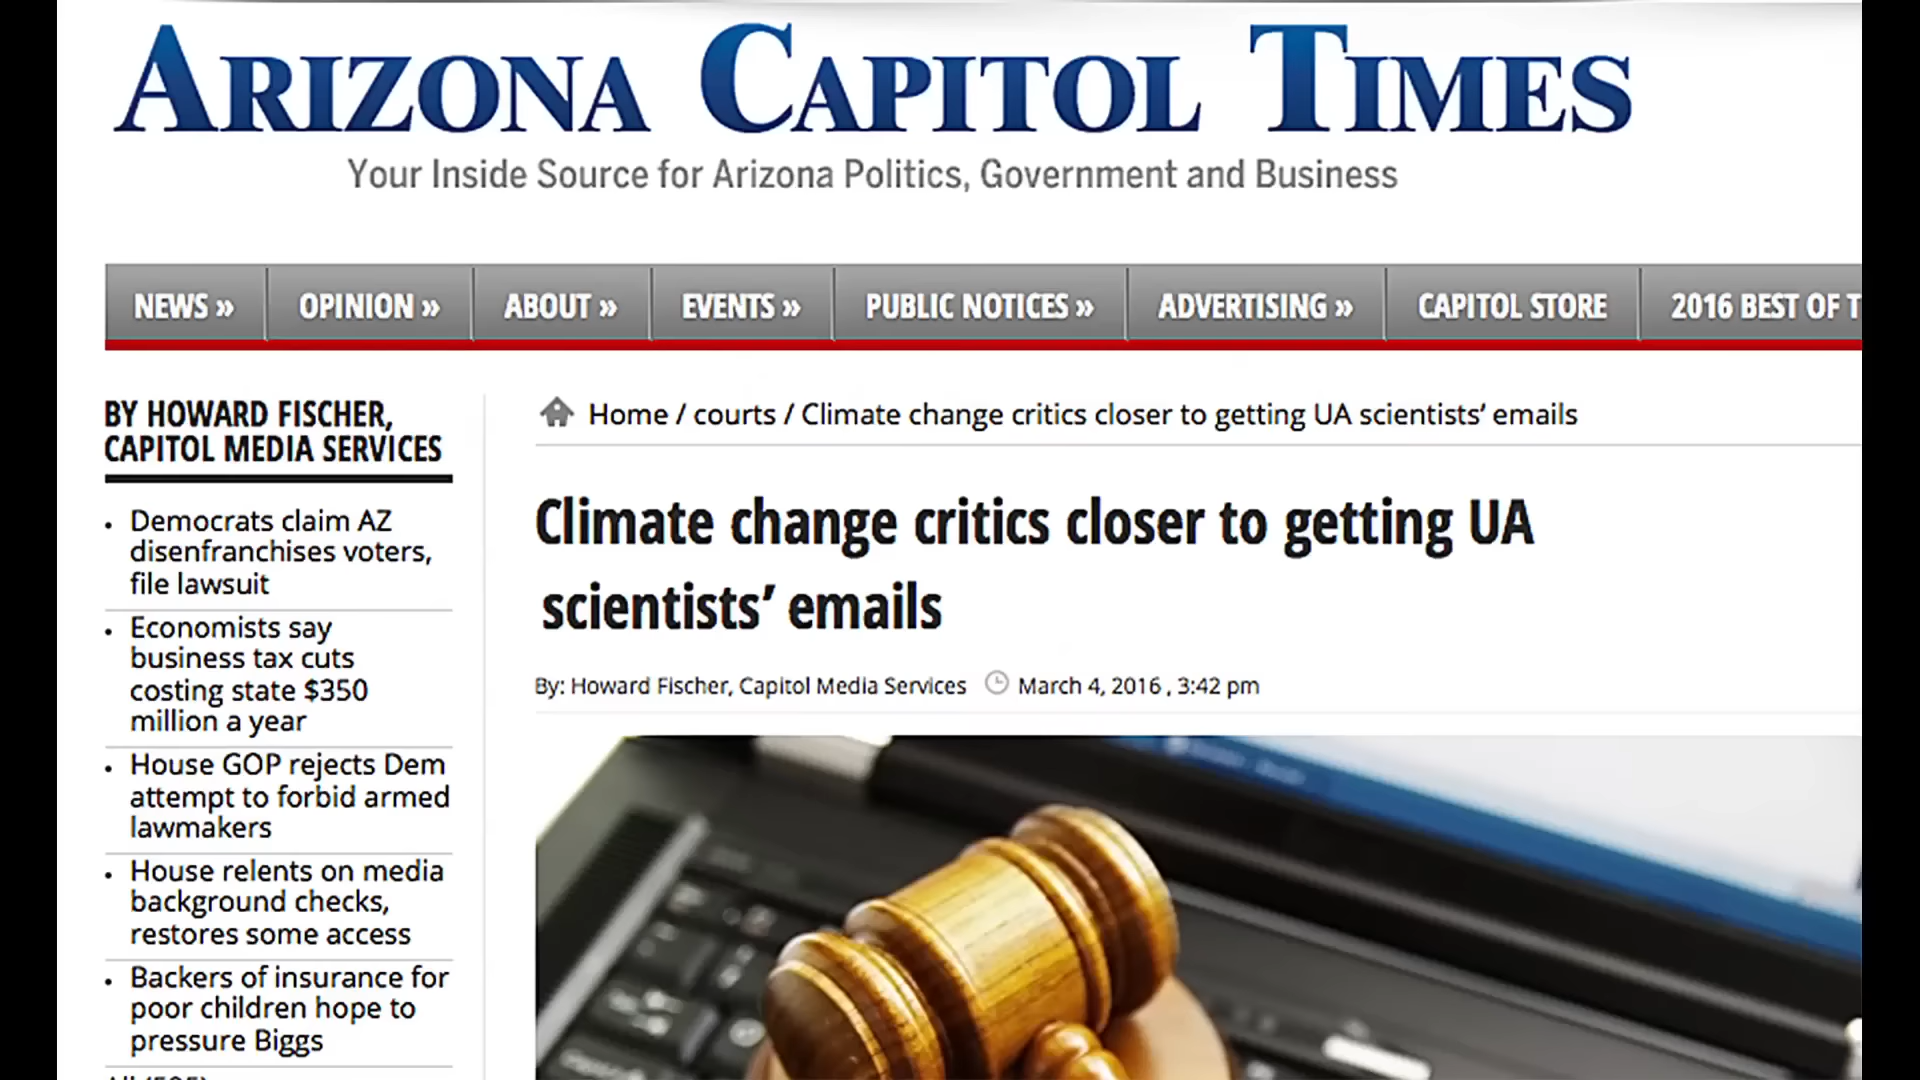 ARIZONA CAPITOL TIMES
Your Inside Source for Arizona Politics, Government and Business
NEWS » OPINION » ABOUT » EVENTS » PUBLIC NOTICES » ADVERTISING » CAPITOL STORE 2016 BEST OF T
BY HOWARD FISCHER,
CAPITOL MEDIA SERVICES
• Democrats claim AZ
disenfranchises voters,
file lawsuit
• Economists say
business tax cuts
costing state $350
million a year
• House GOP rejects Dem
attempt to forbid armed
lawmakers
• House relents on media
background checks,
restores some access
• Backers of insurance for
poor children hope to
pressure Biggs
Home / courts / Climate change critics closer to getting UA scientists’ emails
Climate change critics closer to getting UA
scientists’ emails
By: Howard Fischer, Capitol Media Services March 4, 2016 , 3:42 pm